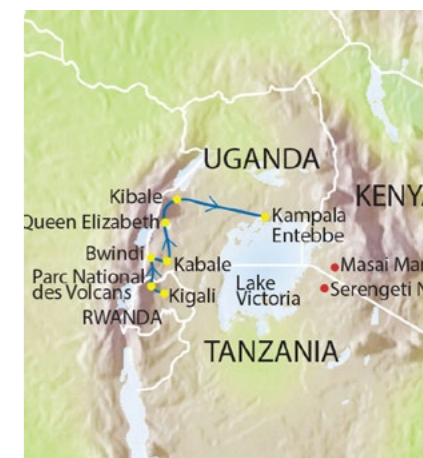 UGANDA
Kibale
KENY
Queen Elizabeth
Kampala
Entebbe
Bwindi
Kabale
Masai Mar
Parc National
des Volcans
Kigali
Lake
Victoria
Serengeti N
RWANDA
TANZANIA